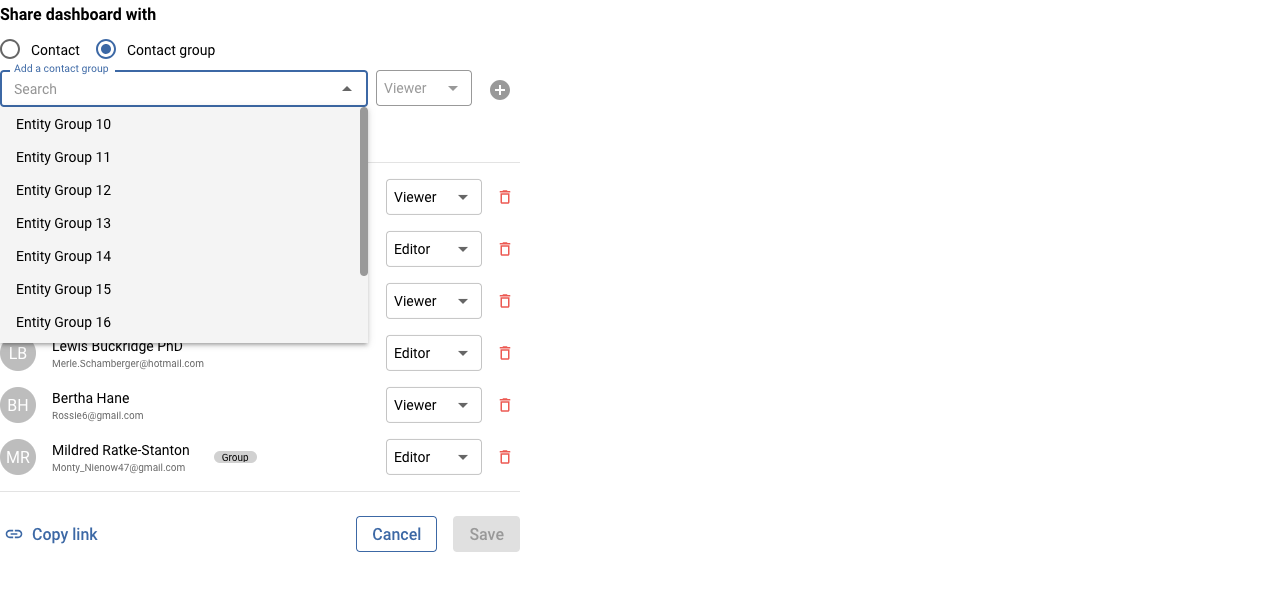 Share dashboard with
Contact
Contact group
Add a contact group
Search
Viewer
Entity Group 10
Entity Group 11
Entity Group 12
Entity Group 13
Entity Group 14
Entity Group 15
Entity Group 16
Viewer
Editor
Viewer
LB
Lewis Buckridge PhD
Merle.Schamberger@hotmail.com
Editor
BH
Bertha Hane
Rossie6@gmail.com
Viewer
MR
Mildred Ratke-Stanton
Monty_Nienow47@gmail.com
Group
Editor
Copy link
Cancel
Save